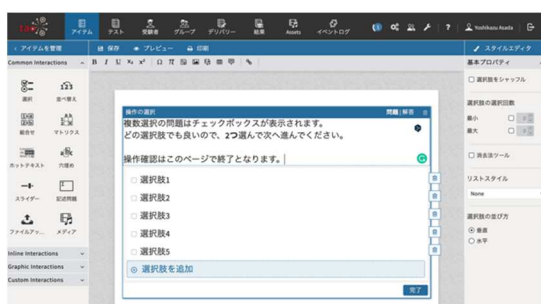 tao
アイテム
テスト
受験者
グループ
デリバリー
結果
Assets
イベントログ
?
Yoshikazu Asada
‹ アイテムを管理
保存
プレビュー
印刷
スタイルエディタ
Common Interactions
B I U X₂ X² Ω π
基本プロパティ
選択
並べ替え
組合せ
マトリクス
ホットテキスト
穴埋め
スライダー
記述問題
ファイルアッ...
メディア
Inline Interactions
Graphic Interactions
Custom Interactions
操作の選択
問題 | 解答
複数選択の問題はチェックボックスが表示されます。
どの選択肢でも良いので、2つ選んで次へ進んでください。
操作確認はこのページで終了となります。
選択肢1
選択肢2
選択肢3
選択肢4
選択肢5
選択肢を追加
完了
選択肢をシャッフル
選択肢の選択回数
最小 0
最大 0
消去法ツール
リストスタイル
None
選択肢の並び方
垂直
水平